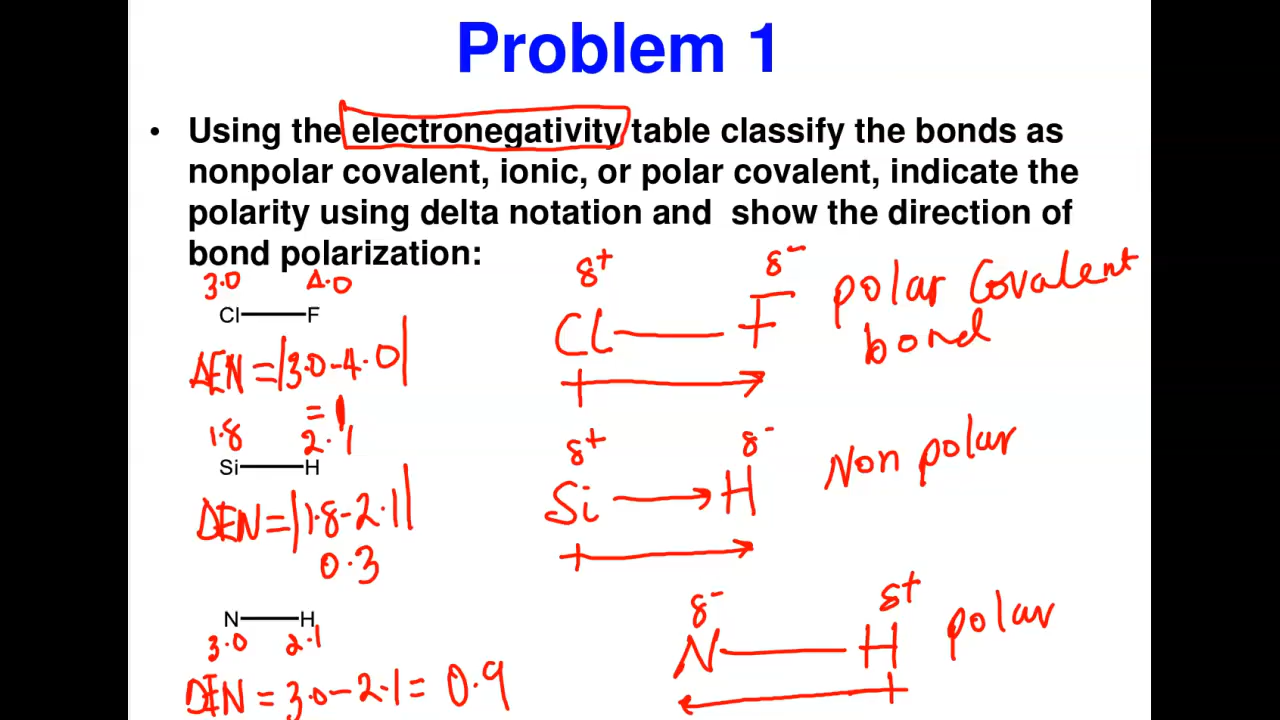 Problem 1
• Using the electronegativity table classify the bonds as
nonpolar covalent, ionic, or polar covalent, indicate the
polarity using delta notation and show the direction of
bond polarization:
3.0 4.0
Cl F
ΔEN = |3.0-4.0|
= 1
δ+ δ-
Cl F
polar Covalent
bond
1.8 2.1
Si H
DEN = |1.8-2.1|
0.3
δ+ δ-
Si H
Non polar
N H
3.0 2.1
DEN = 3.0-2.1 = 0.9
δ- δ+
N H
polar